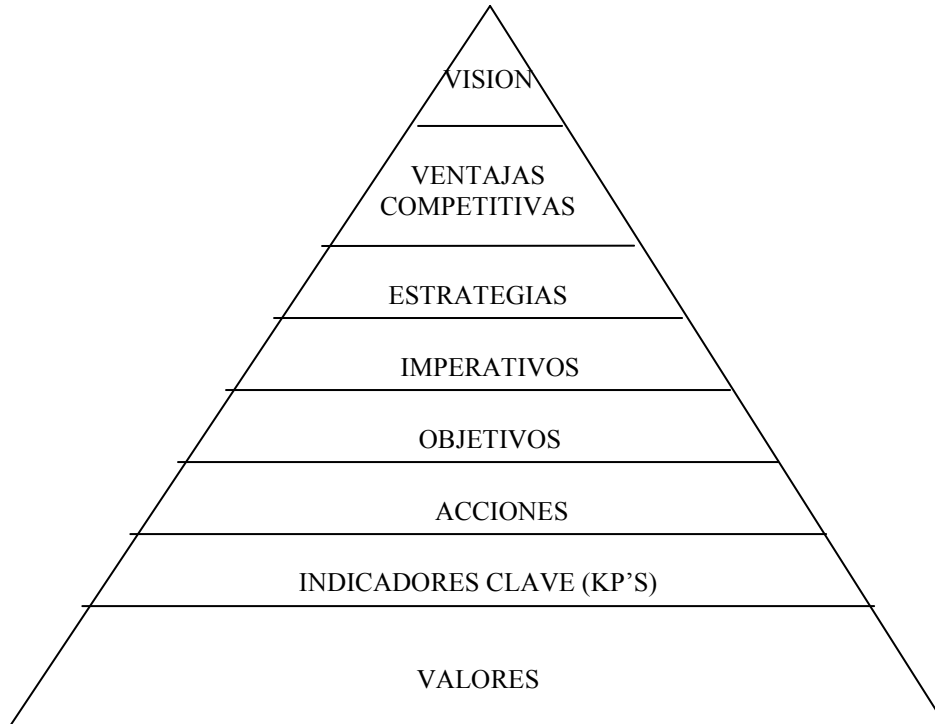 VISION
VENTAJAS
COMPETITIVAS
ESTRATEGIAS
IMPERATIVOS
OBJETIVOS
ACCIONES
INDICADORES CLAVE (KP’S)
VALORES